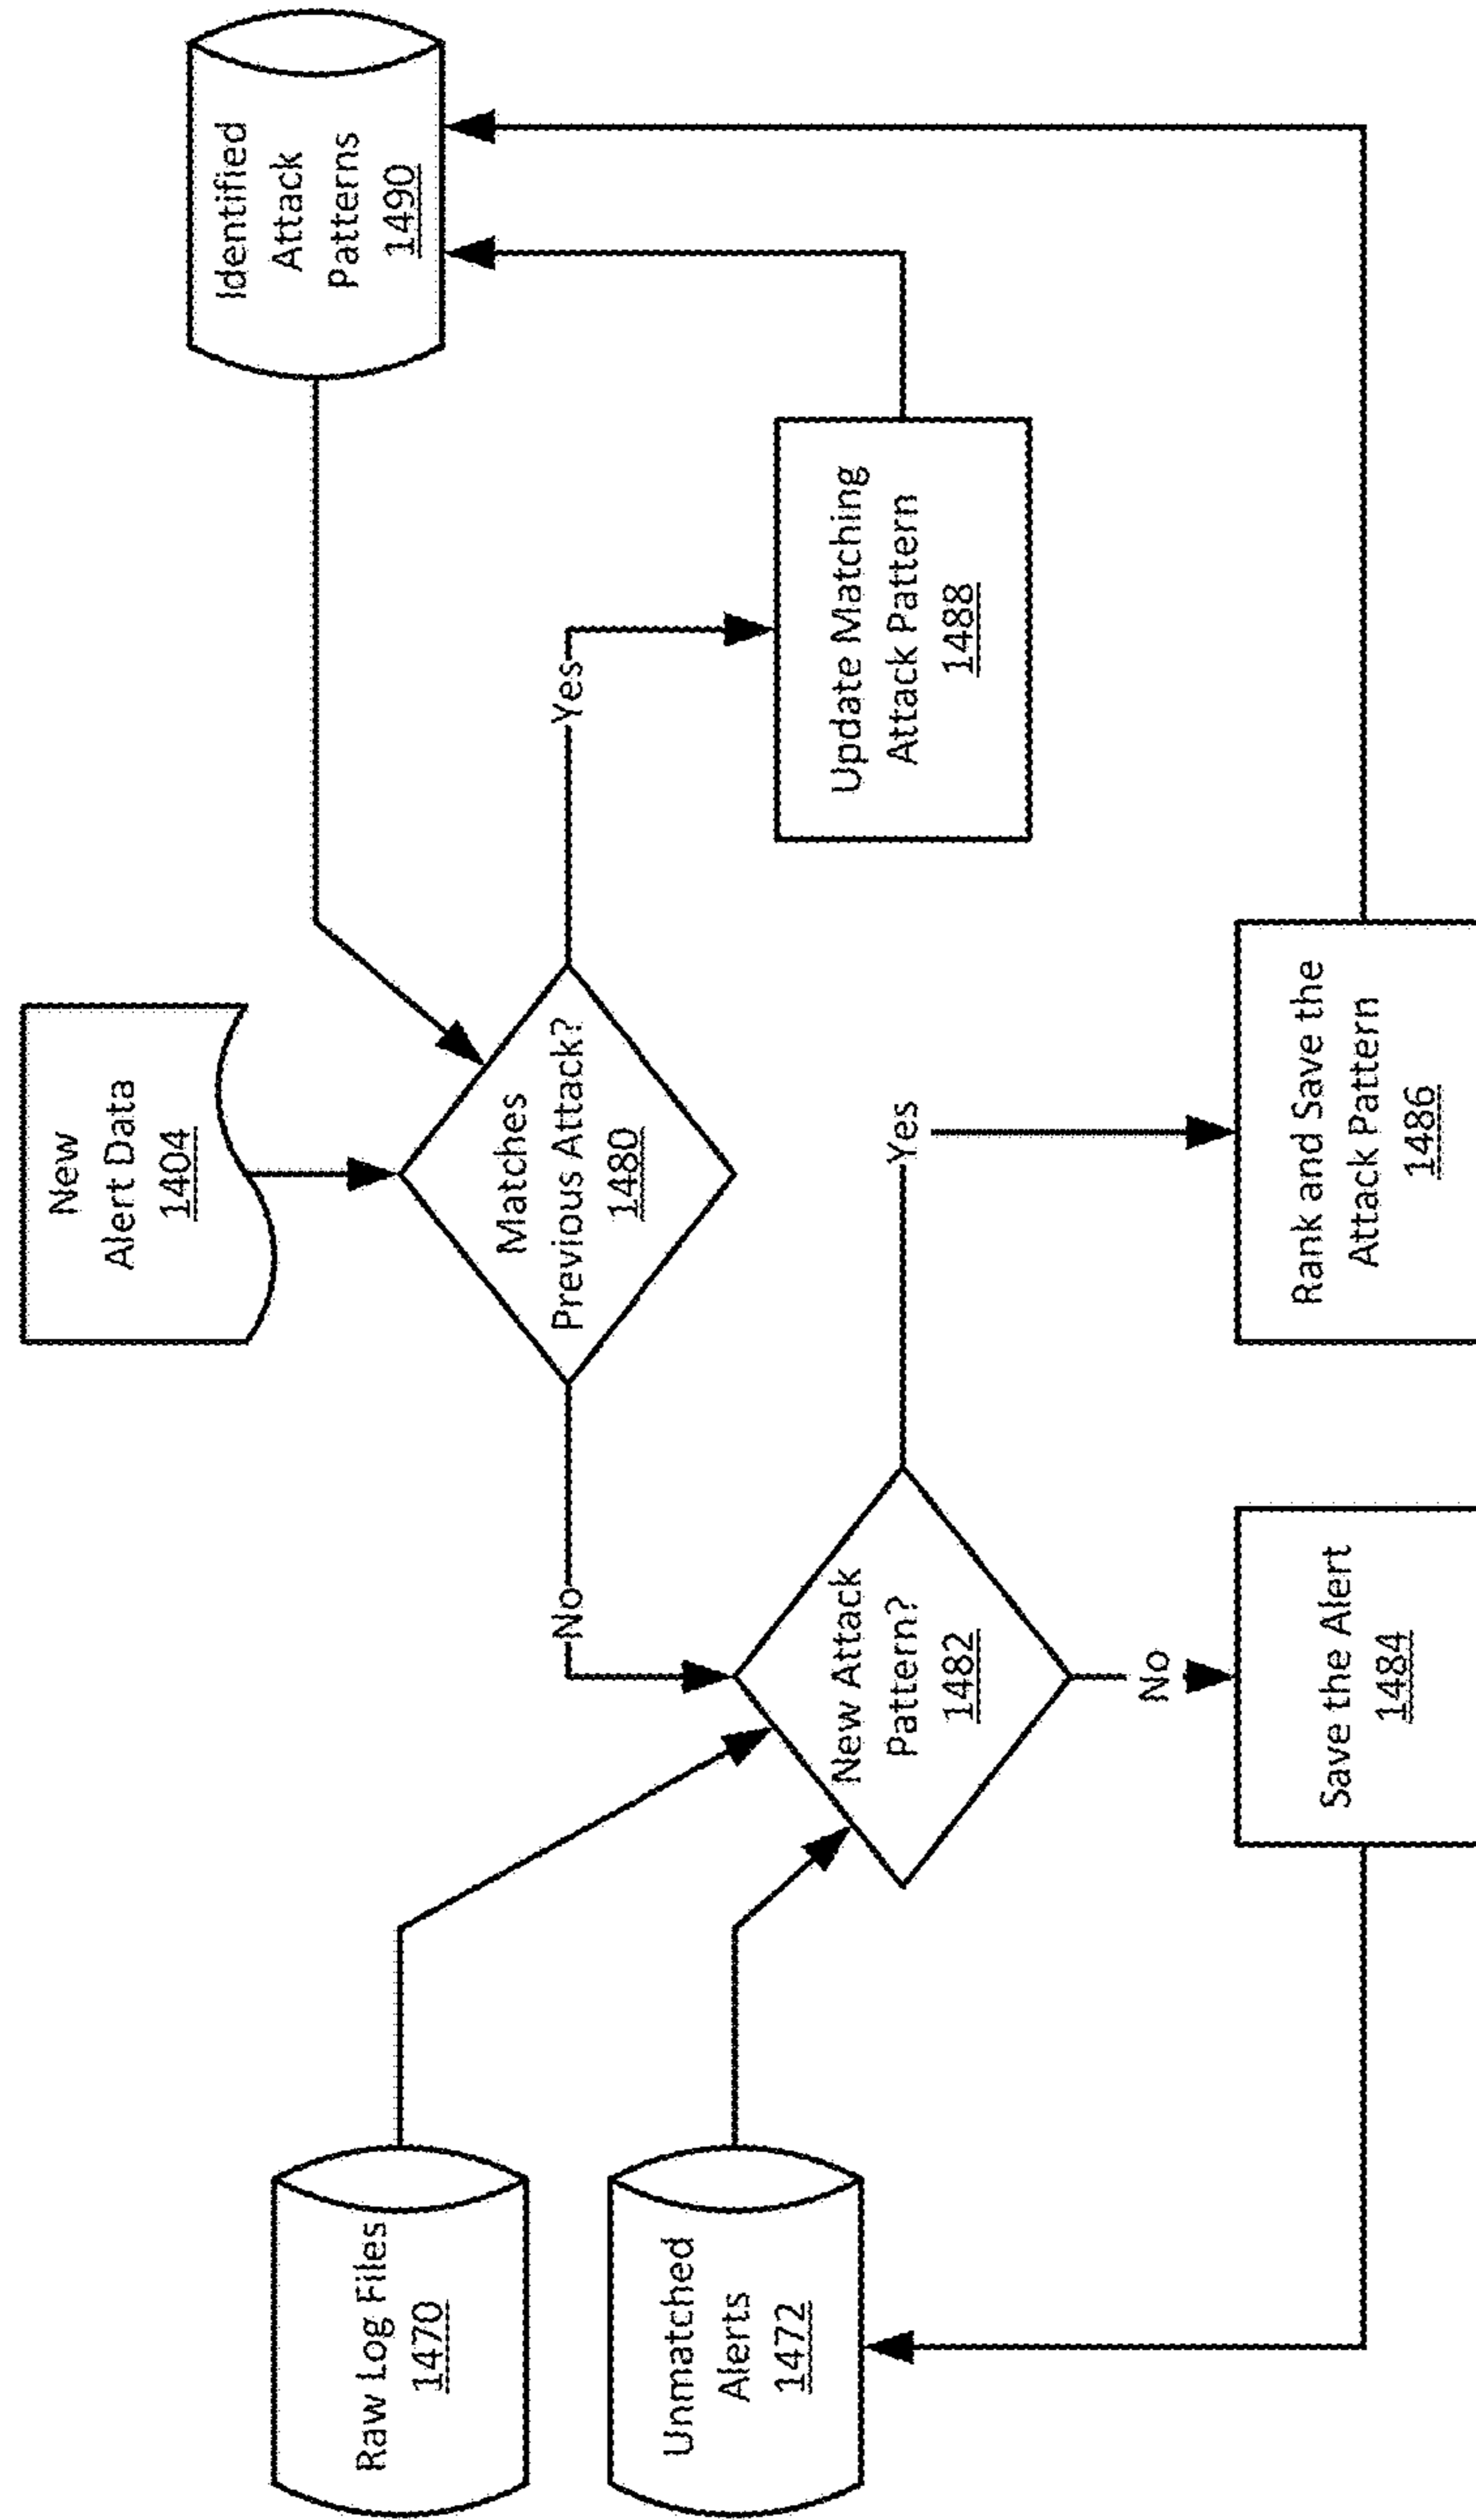 New
Alert Data
1404
Identified
Attack
Patterns
1490
Raw Log Files
1470
Matches
Previous Attack?
1480
No
Yes
Unmatched
Alerts
1472
New Attack
Pattern?
1482
Yes
Update Matching
Attack Pattern
1488
No
Save the Alert
1484
Rank and Save the
Attack Pattern
1486